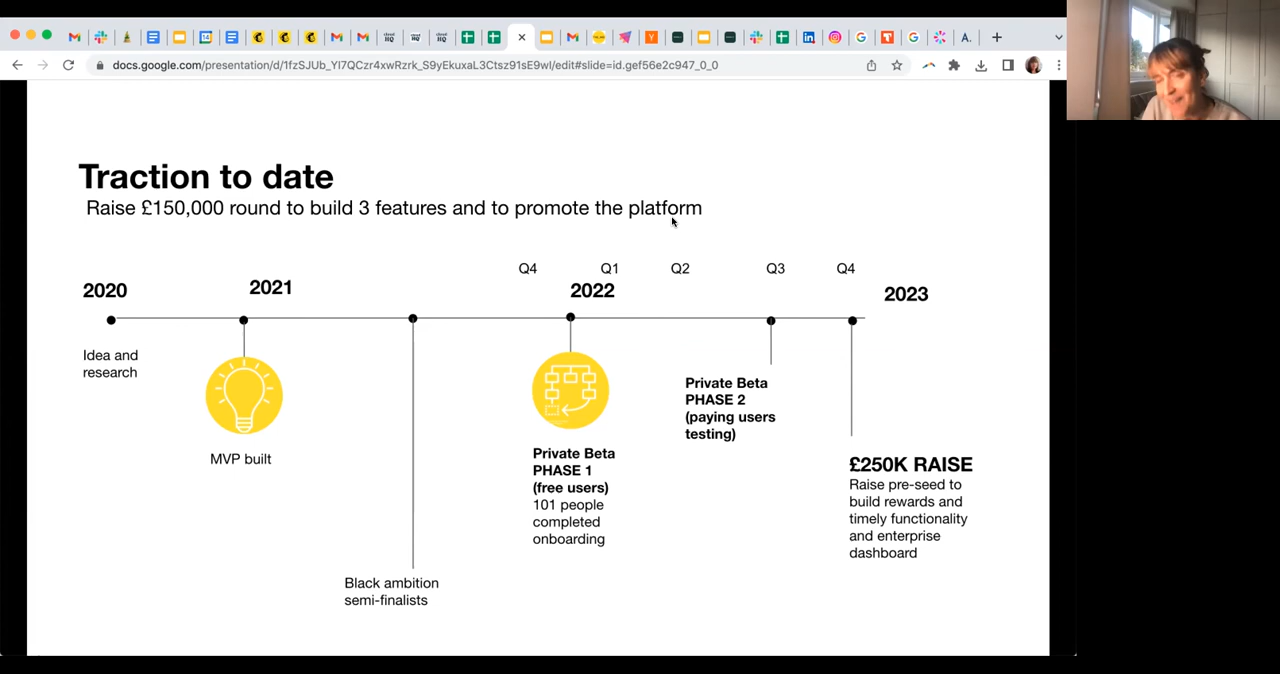 docs.google.com/presentation/d/1fzSJUb_Yl7QCzr4xwRzrk_S9yEkuxaL3Ctsz91sE9wI/edit#slide=id.gef56e2c947_0_0
Traction to date
Raise £150,000 round to build 3 features and to promote the platform
Q4 Q1 Q2 Q3 Q4
2020 2021 2022 2023
Idea and
research
MVP built
Black ambition
semi-finalists
Private Beta
PHASE 1
(free users)
101 people
completed
onboarding
Private Beta
PHASE 2
(paying users
testing)
£250K RAISE
Raise pre-seed to
build rewards and
timely functionality
and enterprise
dashboard